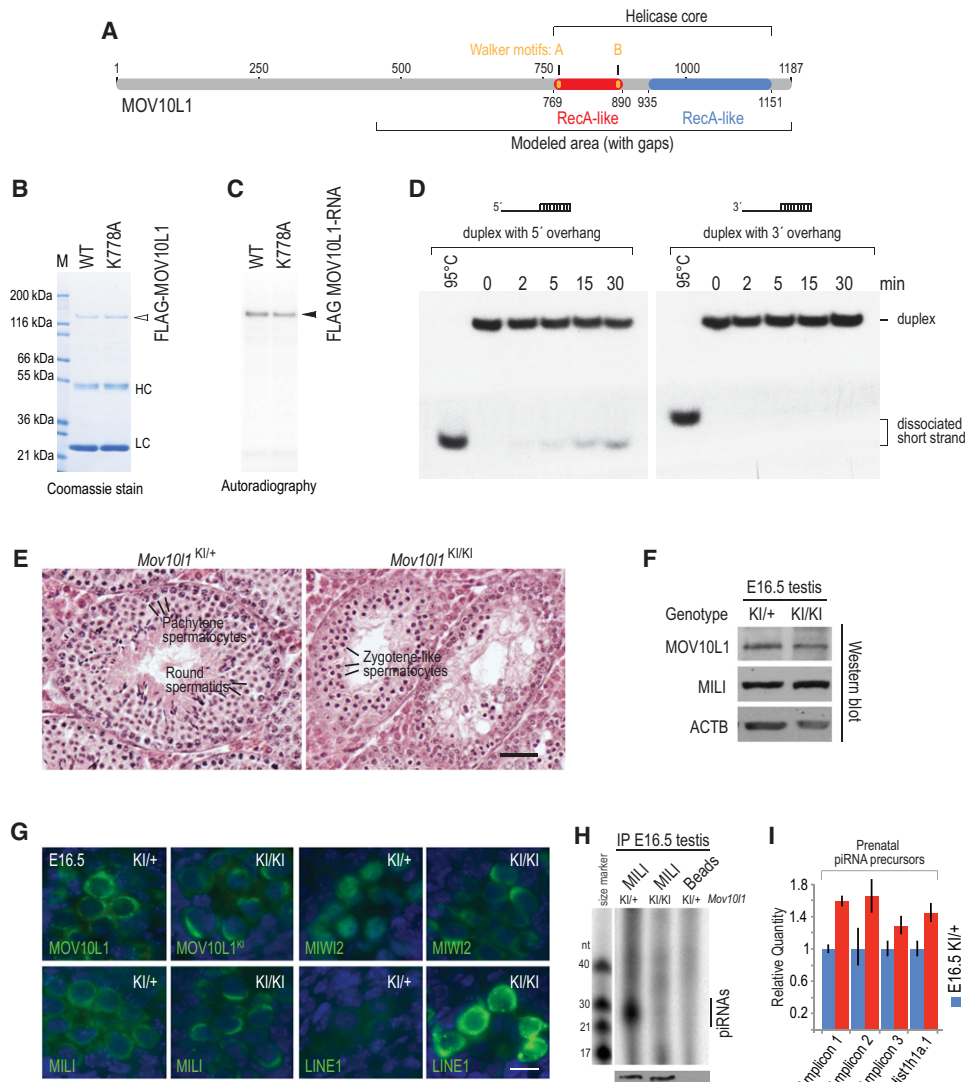 A
Helicase core
Walker motifs: A B
1 250 500 750 1000 1187
MOV10L1
769 890 935 1151
RecA-like RecA-like
Modeled area (with gaps)
B
M WT K778A
FLAG-MOV10L1
200 kDa
116 kDa
66 kDa
55 kDa
36 kDa
21 kDa
HC
LC
Coomassie stain
C
WT K778A
FLAG MOV10L1-RNA
Autoradiography
D
5´ 3´
duplex with 5´ overhang duplex with 3´ overhang
95°C 0 2 5 15 30 95°C 0 2 5 15 30 min
duplex
dissociated
short strand
E
Mov10l1 KI/+ Mov10l1 KI/KI
Pachytene
spermatocytes
Round
spermatids
Zygotene-like
spermatocytes
F
E16.5 testis
Genotype KI/+ KI/KI
MOV10L1
MILI
ACTB
Western blot
G
E16.5 KI/+ KI/KI KI/+ KI/KI
MOV10L1 MOV10L1 KI MIWI2 MIWI2
KI/+ KI/KI KI/+ KI/KI
MILI MILI LINE1 LINE1
H
IP E16.5 testis
size marker MILI MILI Beads
KI/+ KI/KI KI/+ Mov10l1
nt
40
30
21
17
piRNAs
I
Prenatal
piRNA precursors
Relative Quantity
1.8
1.4
1
0.6
0.2
mplicon 1 mplicon 2 mplicon 3 ist1h1a.1
E16.5 KI/+